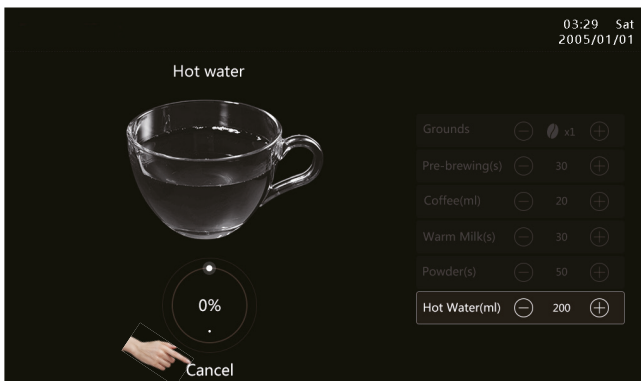 03:29 Sat
2005/01/01
Hot water
Grounds x1
Pre-brewing(s) 30
Coffee(ml) 20
Warm Milk(s) 30
Powder(s) 50
Hot Water(ml) 200
0%
Cancel